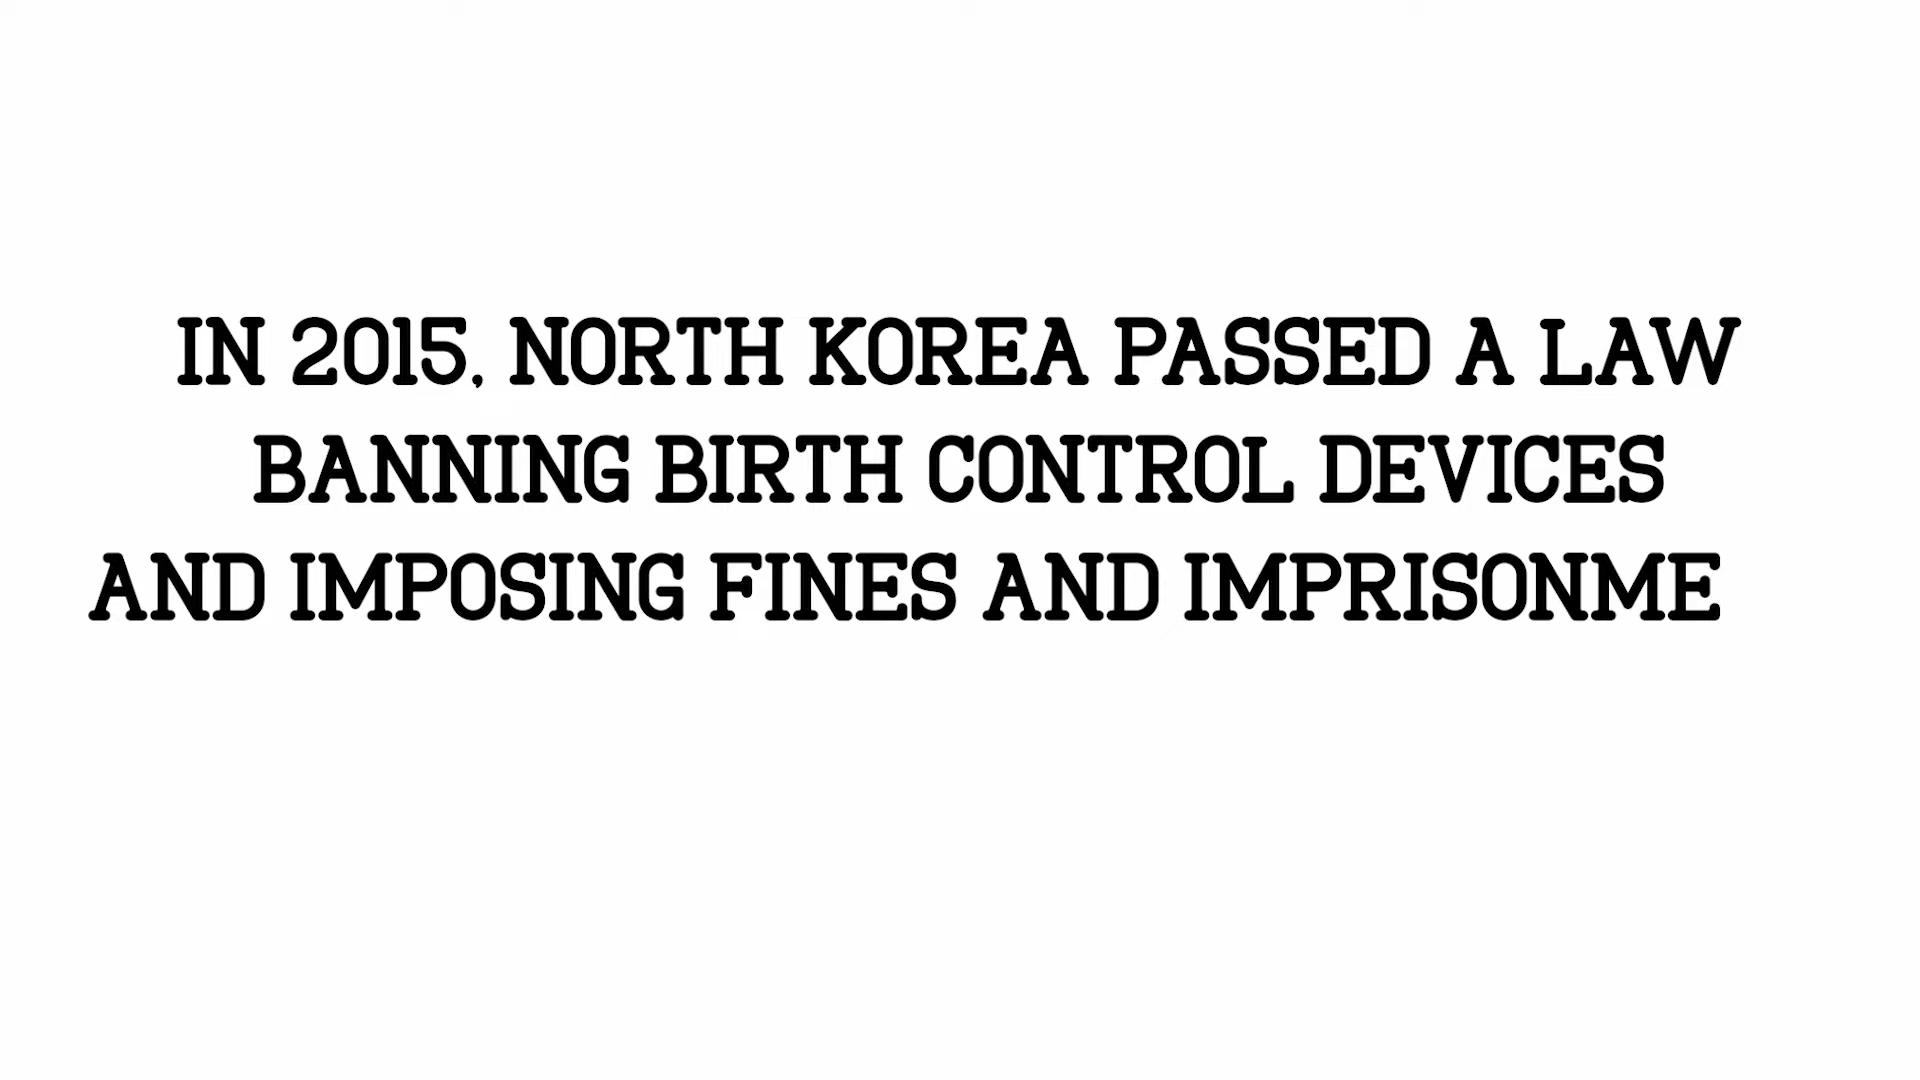 IN 2015, NORTH KOREA PASSED A LAW
BANNING BIRTH CONTROL DEVICES
AND IMPOSING FINES AND IMPRISONME